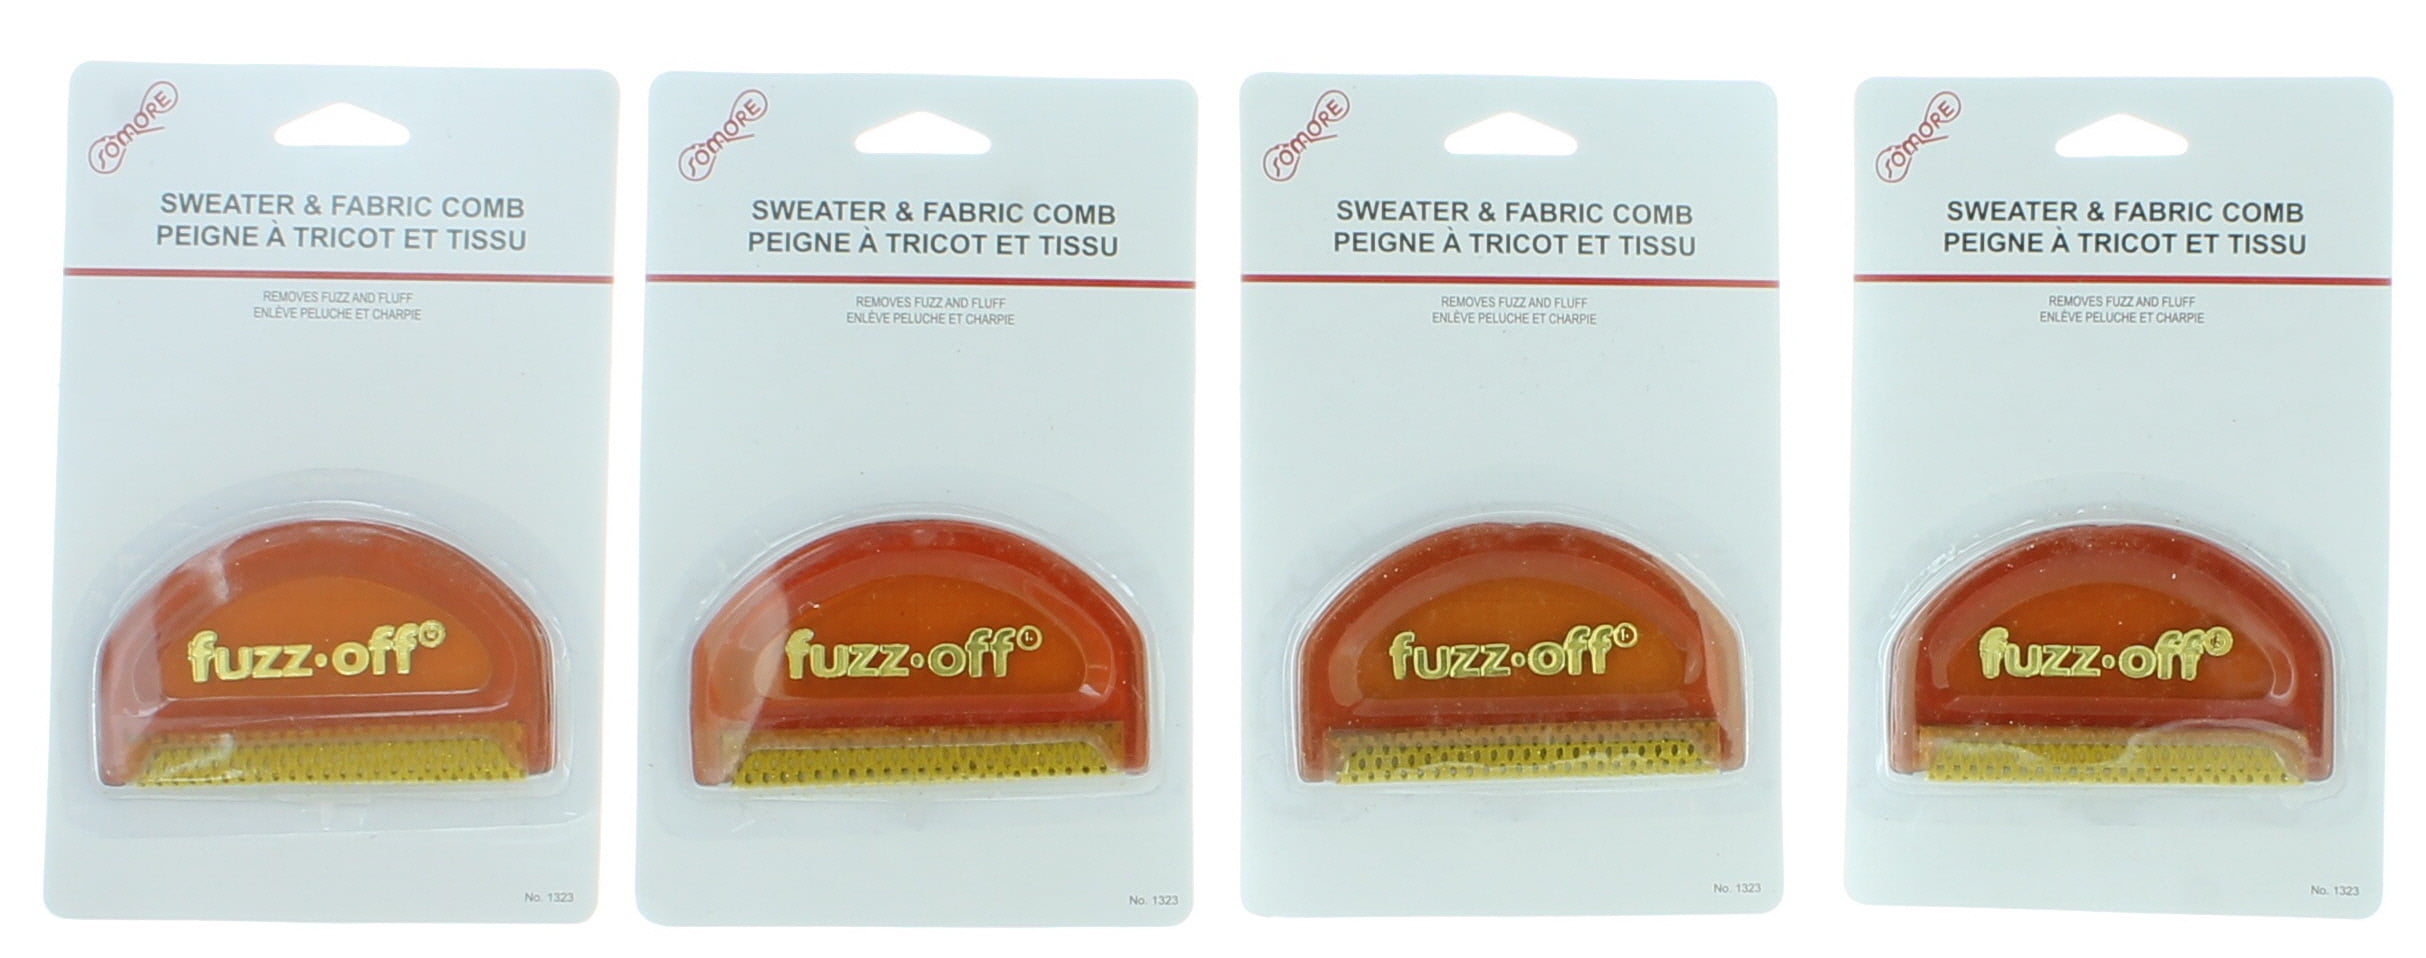 SOMORE
SWEATER & FABRIC COMB
PEIGNE À TRICOT ET TISSU
REMOVES FUZZ AND FLUFF
ENLÈVE PELUCHE ET CHARPIE
fuzz·off
No. 1323
SOMORE
SWEATER & FABRIC COMB
PEIGNE À TRICOT ET TISSU
REMOVES FUZZ AND FLUFF
ENLÈVE PELUCHE ET CHARPIE
fuzz·off
No. 1323
SOMORE
SWEATER & FABRIC COMB
PEIGNE À TRICOT ET TISSU
REMOVES FUZZ AND FLUFF
ENLÈVE PELUCHE ET CHARPIE
fuzz·off
No. 1323
SOMORE
SWEATER & FABRIC COMB
PEIGNE À TRICOT ET TISSU
REMOVES FUZZ AND FLUFF
ENLÈVE PELUCHE ET CHARPIE
fuzz·off
No. 1323